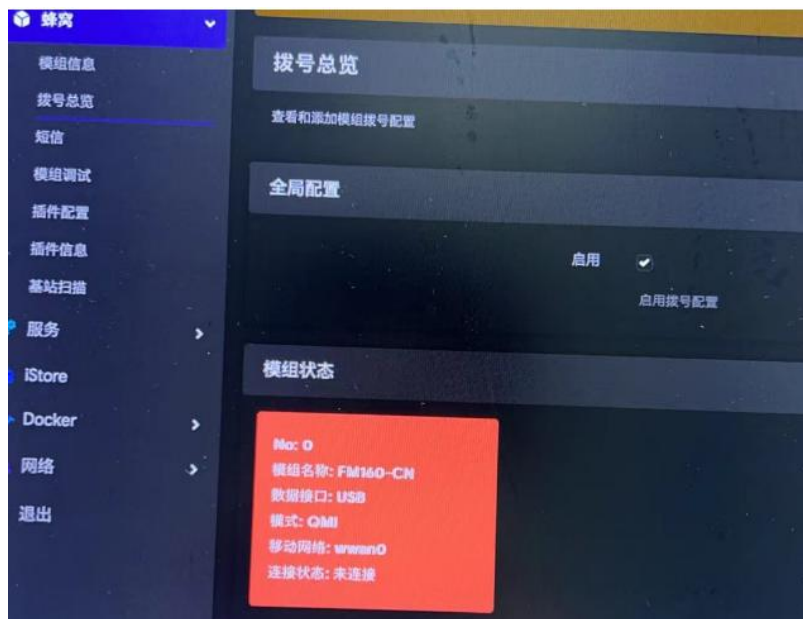 蜂窝
模组信息
拨号总览
短信
模组调试
插件配置
插件信息
基站扫描
服务
iStore
Docker
网络
退出
拨号总览
查看和添加模组拨号配置
全局配置
启用
启用拨号配置
模组状态
No: 0
模组名称: FM160-CN
数据接口: USB
模式: QMI
移动网络: wwan0
连接状态: 未连接